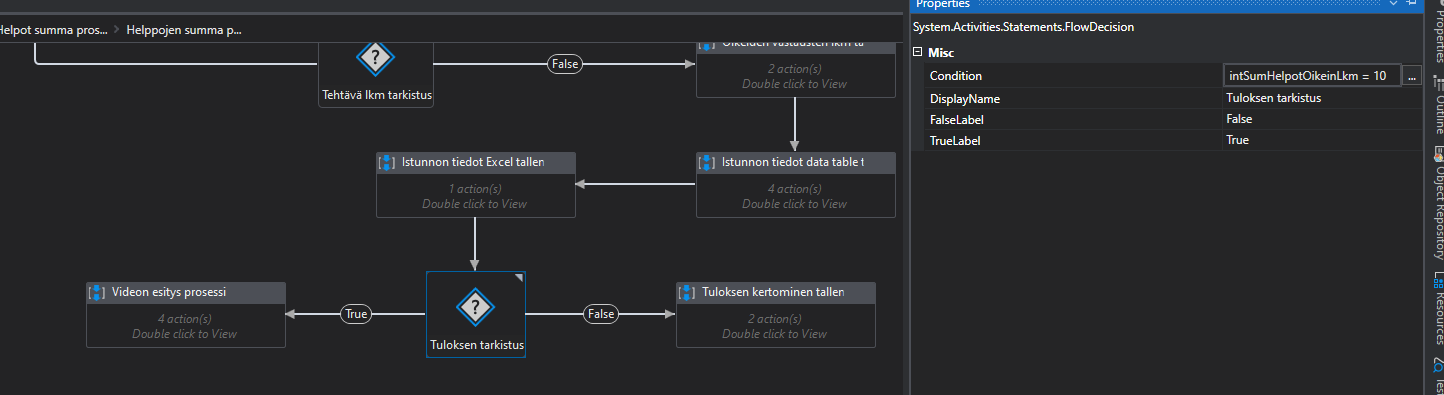 Helpot summa pros... > Helppojen summa p...
?
Tehtävä lkm tarkistus
False
Oikeiden vastausten lkm ta
2 action(s)
Double click to View
Istunnon tiedot Excel tallen
1 action(s)
Double click to View
Istunnon tiedot data table t
4 action(s)
Double click to View
Videon esitys prosessi
4 action(s)
Double click to View
True
?
Tuloksen tarkistus
False
Tuloksen kertominen tallen
2 action(s)
Double click to View
Properties
System.Activities.Statements.FlowDecision
Misc
Condition
intSumHelpotOikeinLkm = 10
...
DisplayName
Tuloksen tarkistus
FalseLabel
False
TrueLabel
True
Properties
Outline
Object Repository
Resources